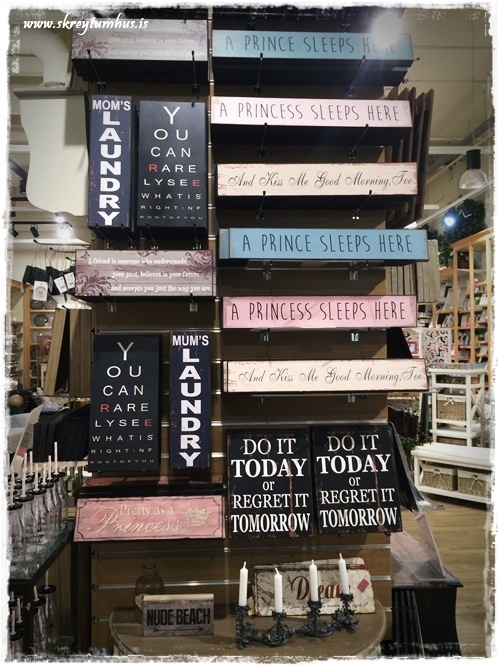 www.skreytumhus.is
A PRINCE SLEEPS HERE
MOM'S
LAUNDRY
Y
OU
CAN
RARE
LYSEE
WHATIS
RIGHTINF
RONTOFYOU
A PRINCESS SLEEPS HERE
And Kiss Me Good Morning, Too
A PRINCE SLEEPS HERE
A friend is someone who understands
your past, believes in your future
and accepts you just the way you are
A PRINCESS SLEEPS HERE
And Kiss Me Good Morning, Too
Y
OU
CAN
RARE
LYSEE
WHATIS
RIGHTINF
RONTOFYOU
MUM'S
LAUNDRY
DO IT
TODAY
OR
REGRET IT
TOMORROW
DO IT
TODAY
OR
REGRET IT
TOMORROW
Pretty as a
Princess
NUDE BEACH